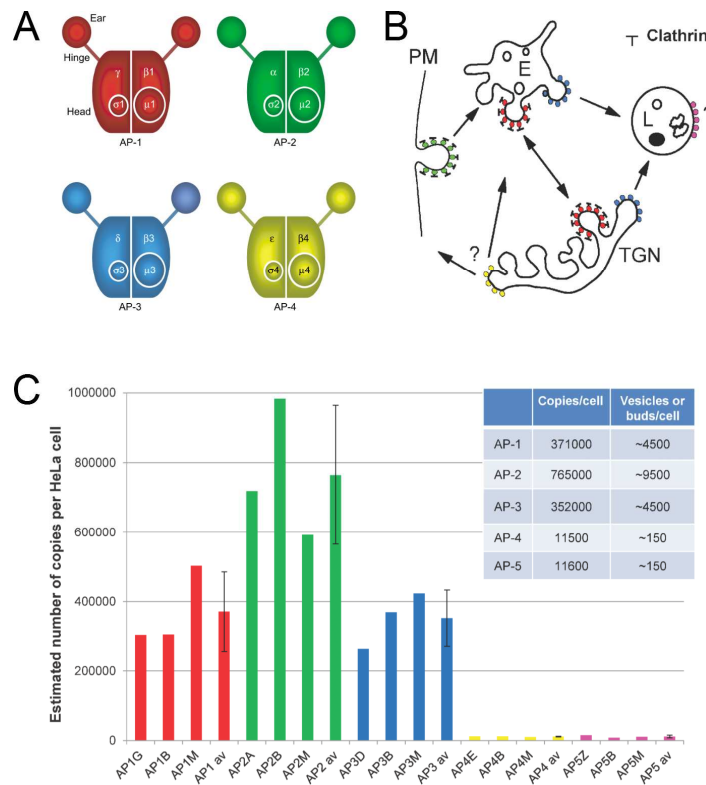 A
Ear
Hinge
Head
γ β1
σ1 μ1
AP-1
α β2
σ2 μ2
AP-2
δ β3
σ3 μ3
AP-3
ε β4
σ4 μ4
AP-4
B
PM
E
Clathrin
L
TGN
?
C
Estimated number of copies per HeLa cell
1000000
800000
600000
400000
200000
0
AP1G
AP1B
AP1M
AP1 av
AP2A
AP2B
AP2M
AP2 av
AP3D
AP3B
AP3M
AP3 av
AP4E
AP4B
AP4M
AP4 av
AP5Z
AP5B
AP5M
AP5 av
Copies/cell Vesicles or
buds/cell
AP-1 371000 ~4500
AP-2 765000 ~9500
AP-3 352000 ~4500
AP-4 11500 ~150
AP-5 11600 ~150